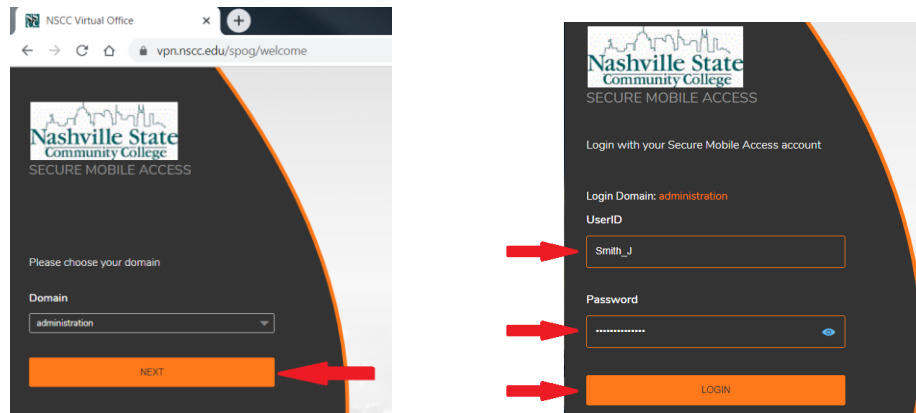 NSCC Virtual Office
vpn.nscc.edu/spog/welcome
Nashville State
Community College
SECURE MOBILE ACCESS
Please choose your domain
Domain
administration
NEXT
Nashville State
Community College
SECURE MOBILE ACCESS
Login with your Secure Mobile Access account
Login Domain: administration
UserID
Smith_J
Password
LOGIN